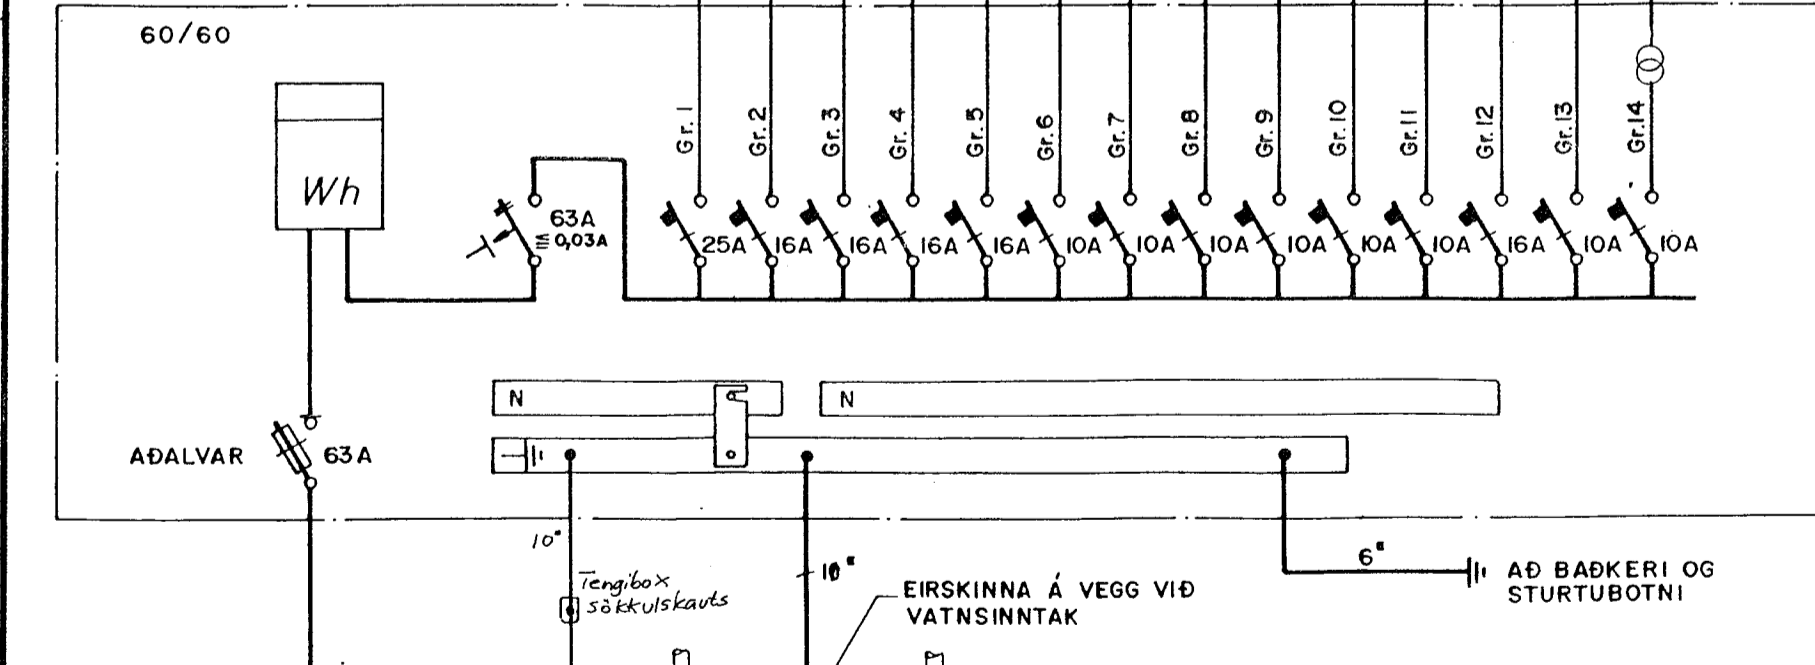 60/60
Wh
63A
≦ 0,03A
Gr. 1
Gr. 2
Gr. 3
Gr. 4
Gr. 5
Gr. 6
Gr. 7
Gr. 8
Gr. 9
Gr. 10
Gr. 11
Gr. 12
Gr. 13
Gr. 14
25A
16A
16A
16A
16A
10A
10A
10A
10A
10A
10A
16A
10A
10A
N
N
AÐALVAR
63A
10"
Tengibox
sökkulskauts
10"
EIRSKINNA Á VEGG VIÐ
VATNSINNTAK
6"
AÐ BAÐKERI OG
STURTUBOTNI